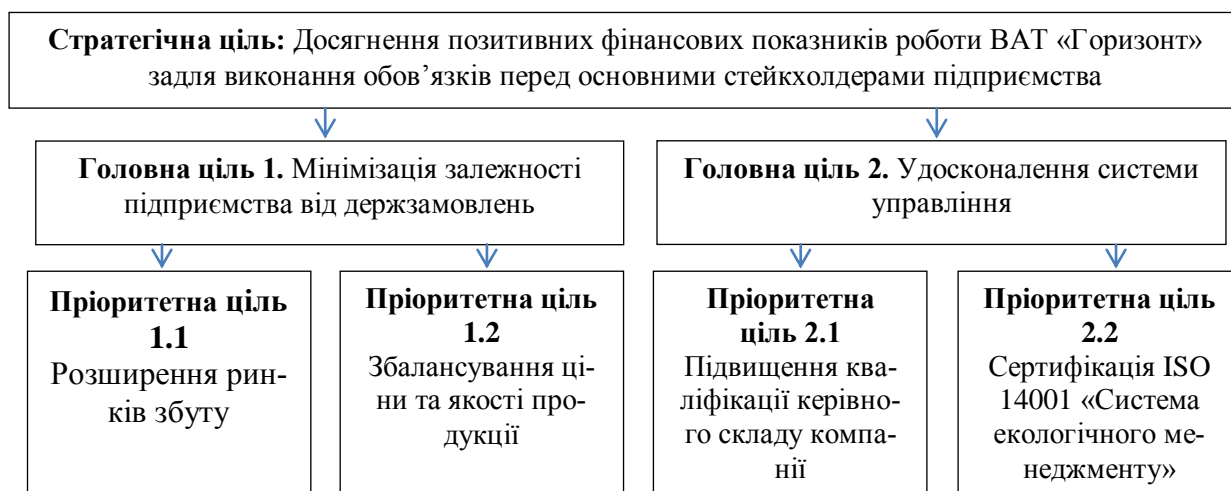 Стратегічна ціль: Досягнення позитивних фінансових показників роботи ВАТ «Горизонт»
задля виконання обов’язків перед основними стейкхолдерами підприємства
Головна ціль 1. Мінімізація залежності
підприємства від держзамовлень
Головна ціль 2. Удосконалення системи
управління
Пріоритетна ціль
1.1
Розширення рин-
ків збуту
Пріоритетна ціль
1.2
Збалансування ці-
ни та якості про-
дукції
Пріоритетна
ціль 2.1
Підвищення ква-
ліфікації керівно-
го складу компа-
нії
Пріоритетна ціль
2.2
Сертифікація ISO
14001 «Система
екологічного ме-
неджменту»